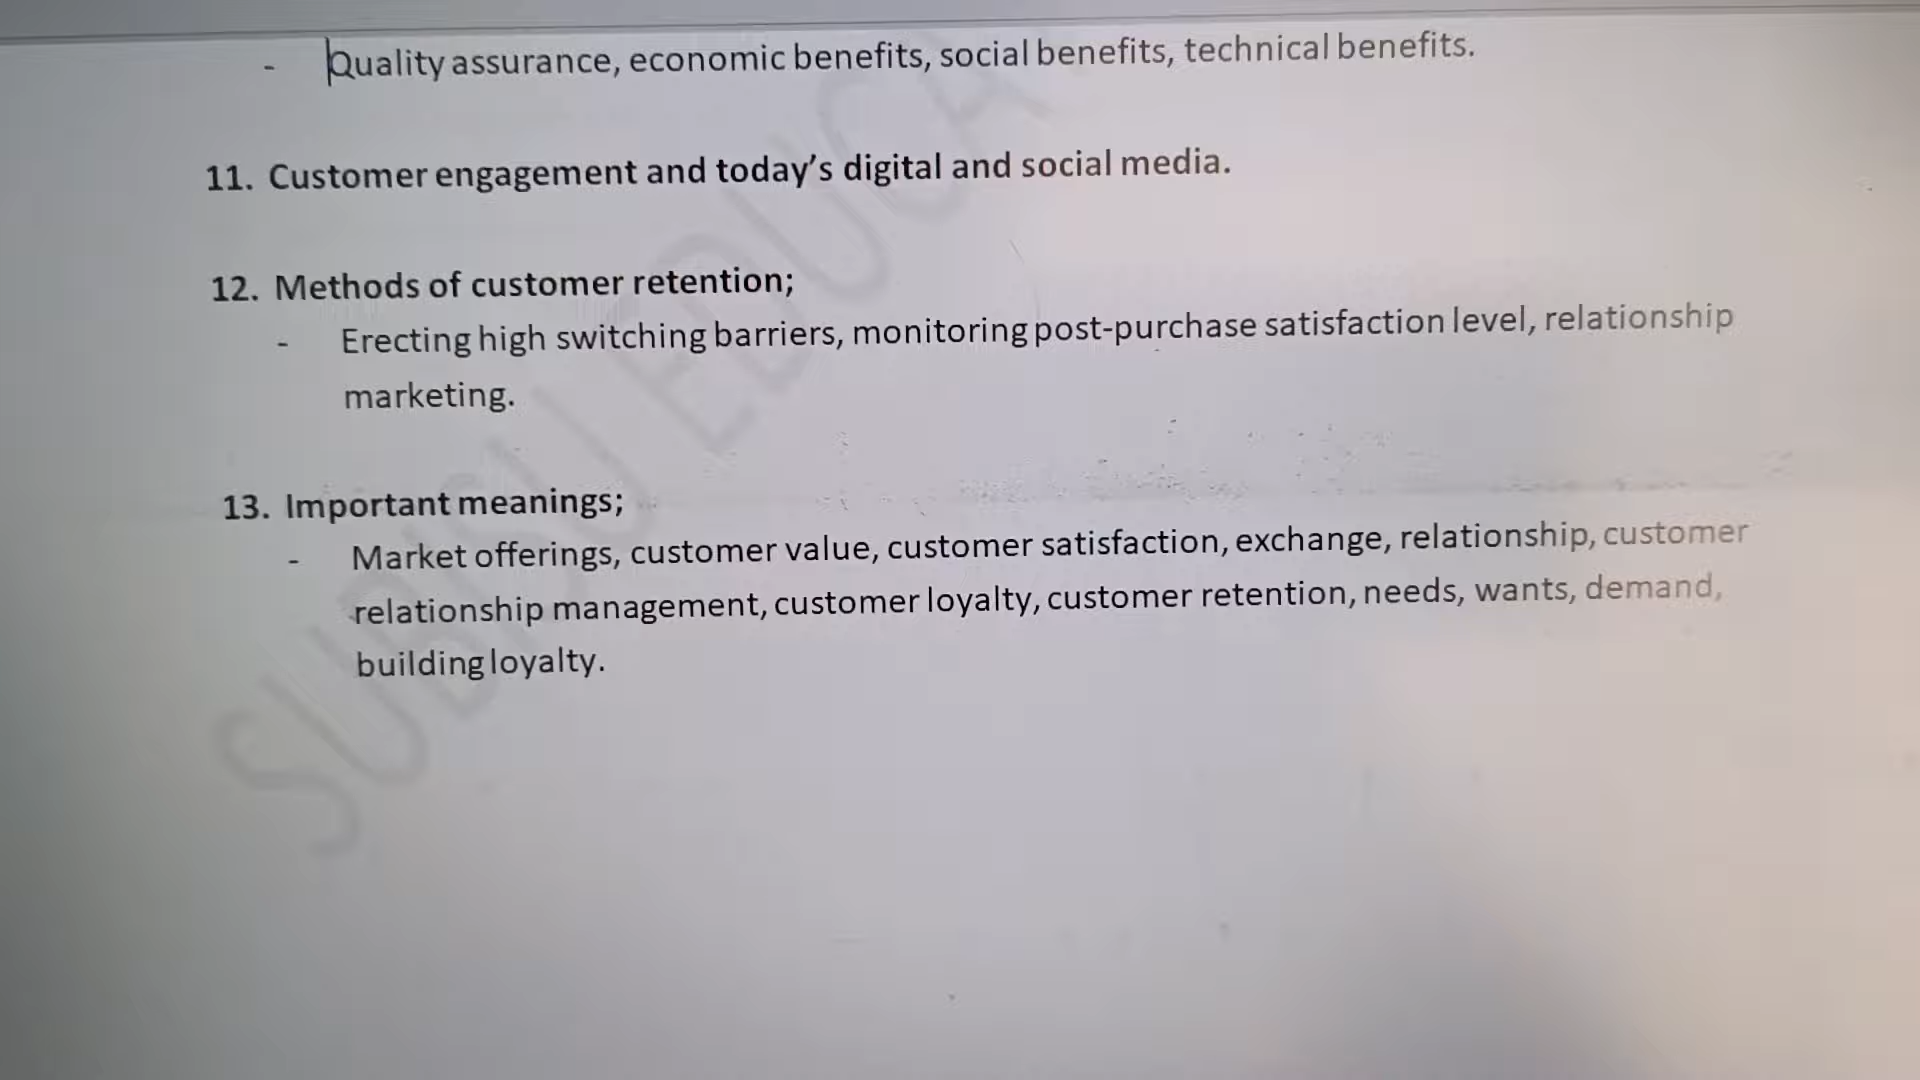 - Quality assurance, economic benefits, social benefits, technical benefits.
11. Customer engagement and today's digital and social media.
12. Methods of customer retention;
- Erecting high switching barriers, monitoring post-purchase satisfaction level, relationship
marketing.
13. Important meanings;
- Market offerings, customer value, customer satisfaction, exchange, relationship, customer
relationship management, customer loyalty, customer retention, needs, wants, demand,
building loyalty.